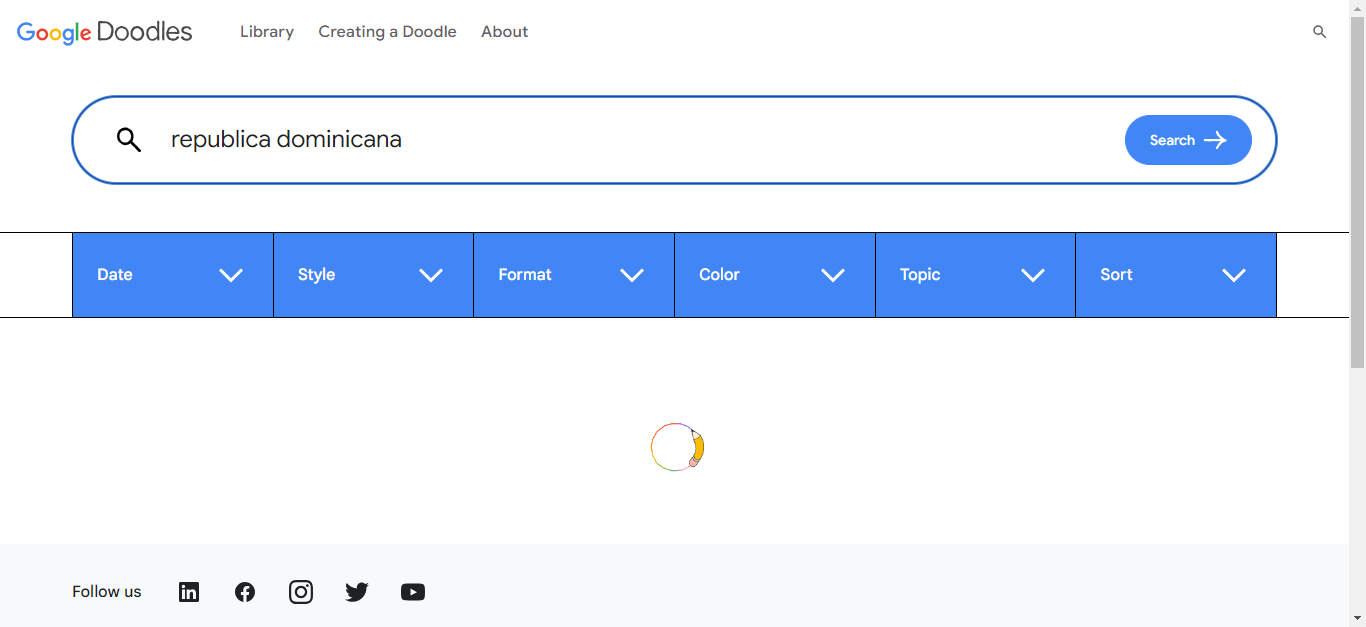 Google Doodles Library Creating a Doodle About
republica dominicana Search
Date Style Format Color Topic Sort
Follow us